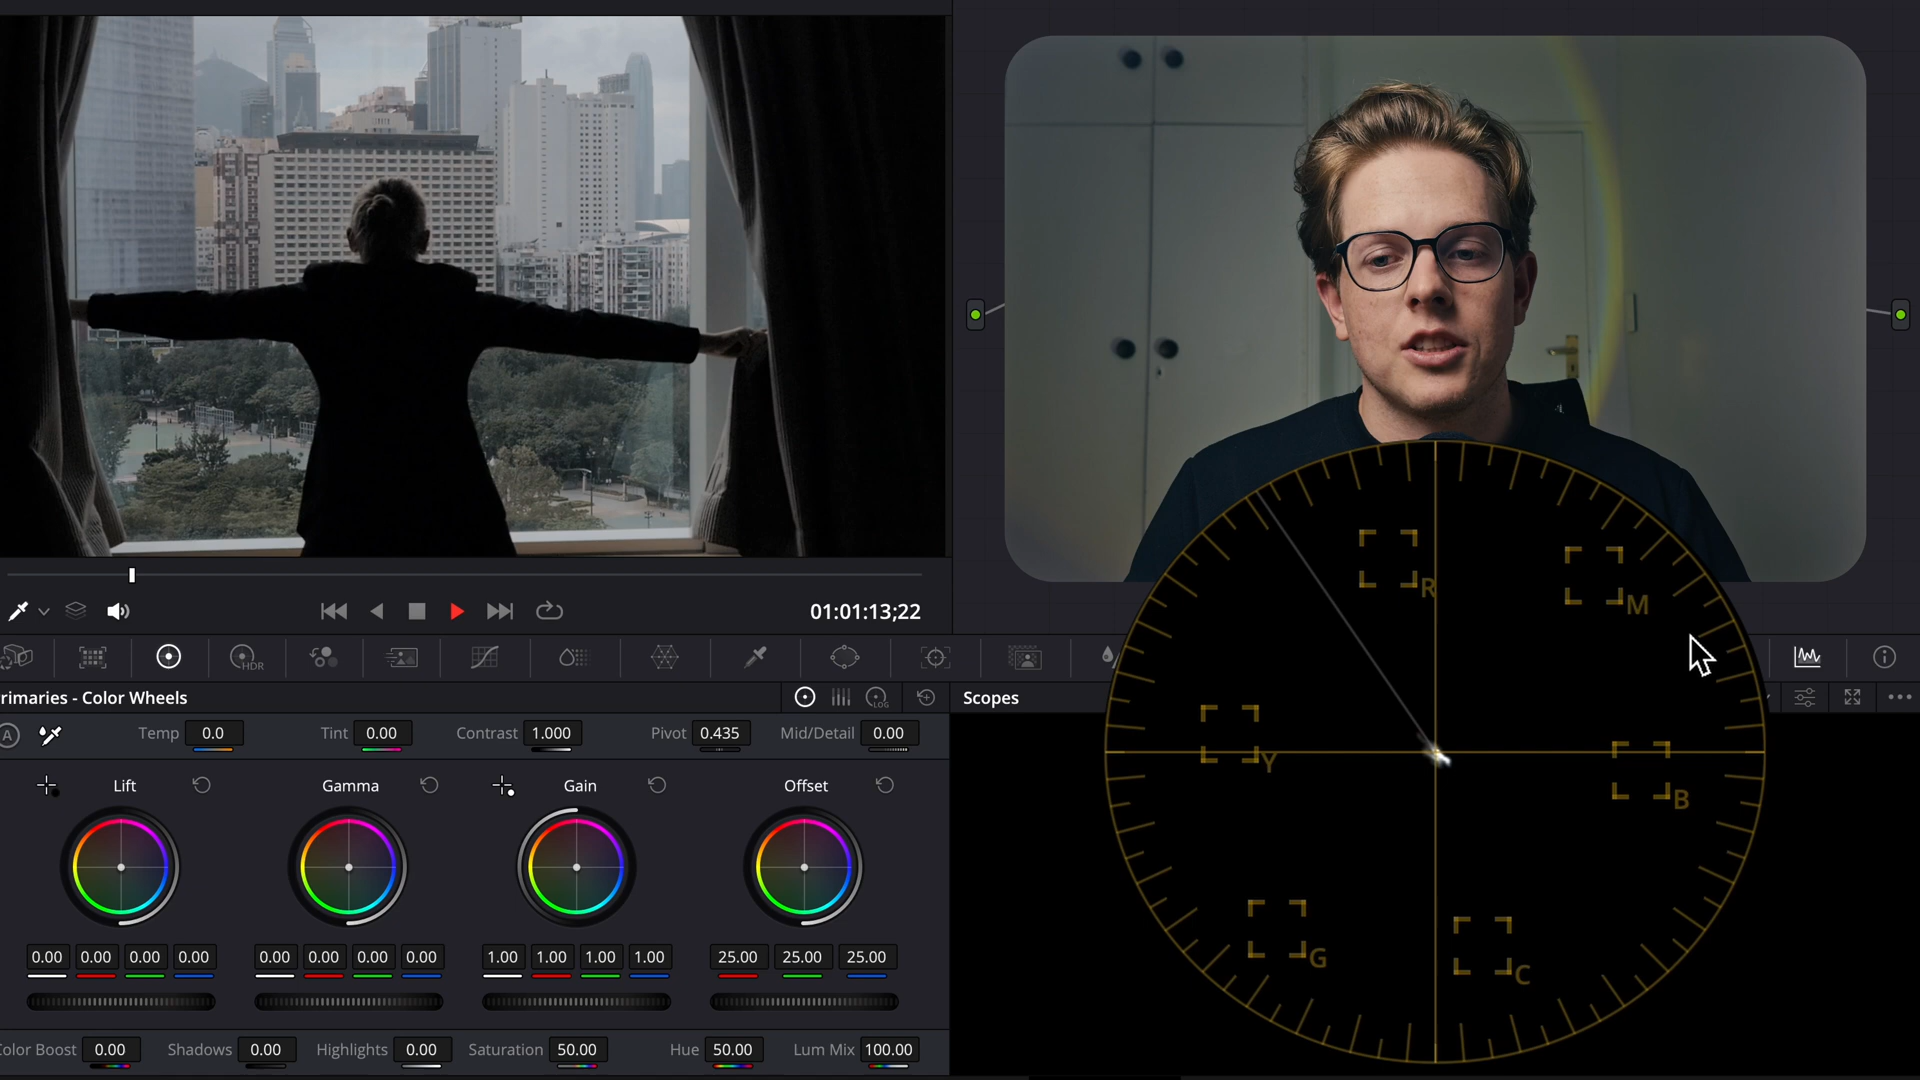 01:01:13,22
HDR
rimaries - Color Wheels
LOG
Scopes
A
Temp 0.0 Tint 0.00 Contrast 1.000 Pivot 0.435 Mid/Detail 0.00
Lift Gamma Gain Offset
0.00 0.00 0.00 0.00 0.00 0.00 0.00 0.00 1.00 1.00 1.00 1.00 25.00 25.00 25.00
Color Boost 0.00 Shadows 0.00 Highlights 0.00 Saturation 50.00 Hue 50.00 Lum Mix 100.00
R
M
Y
B
G
C